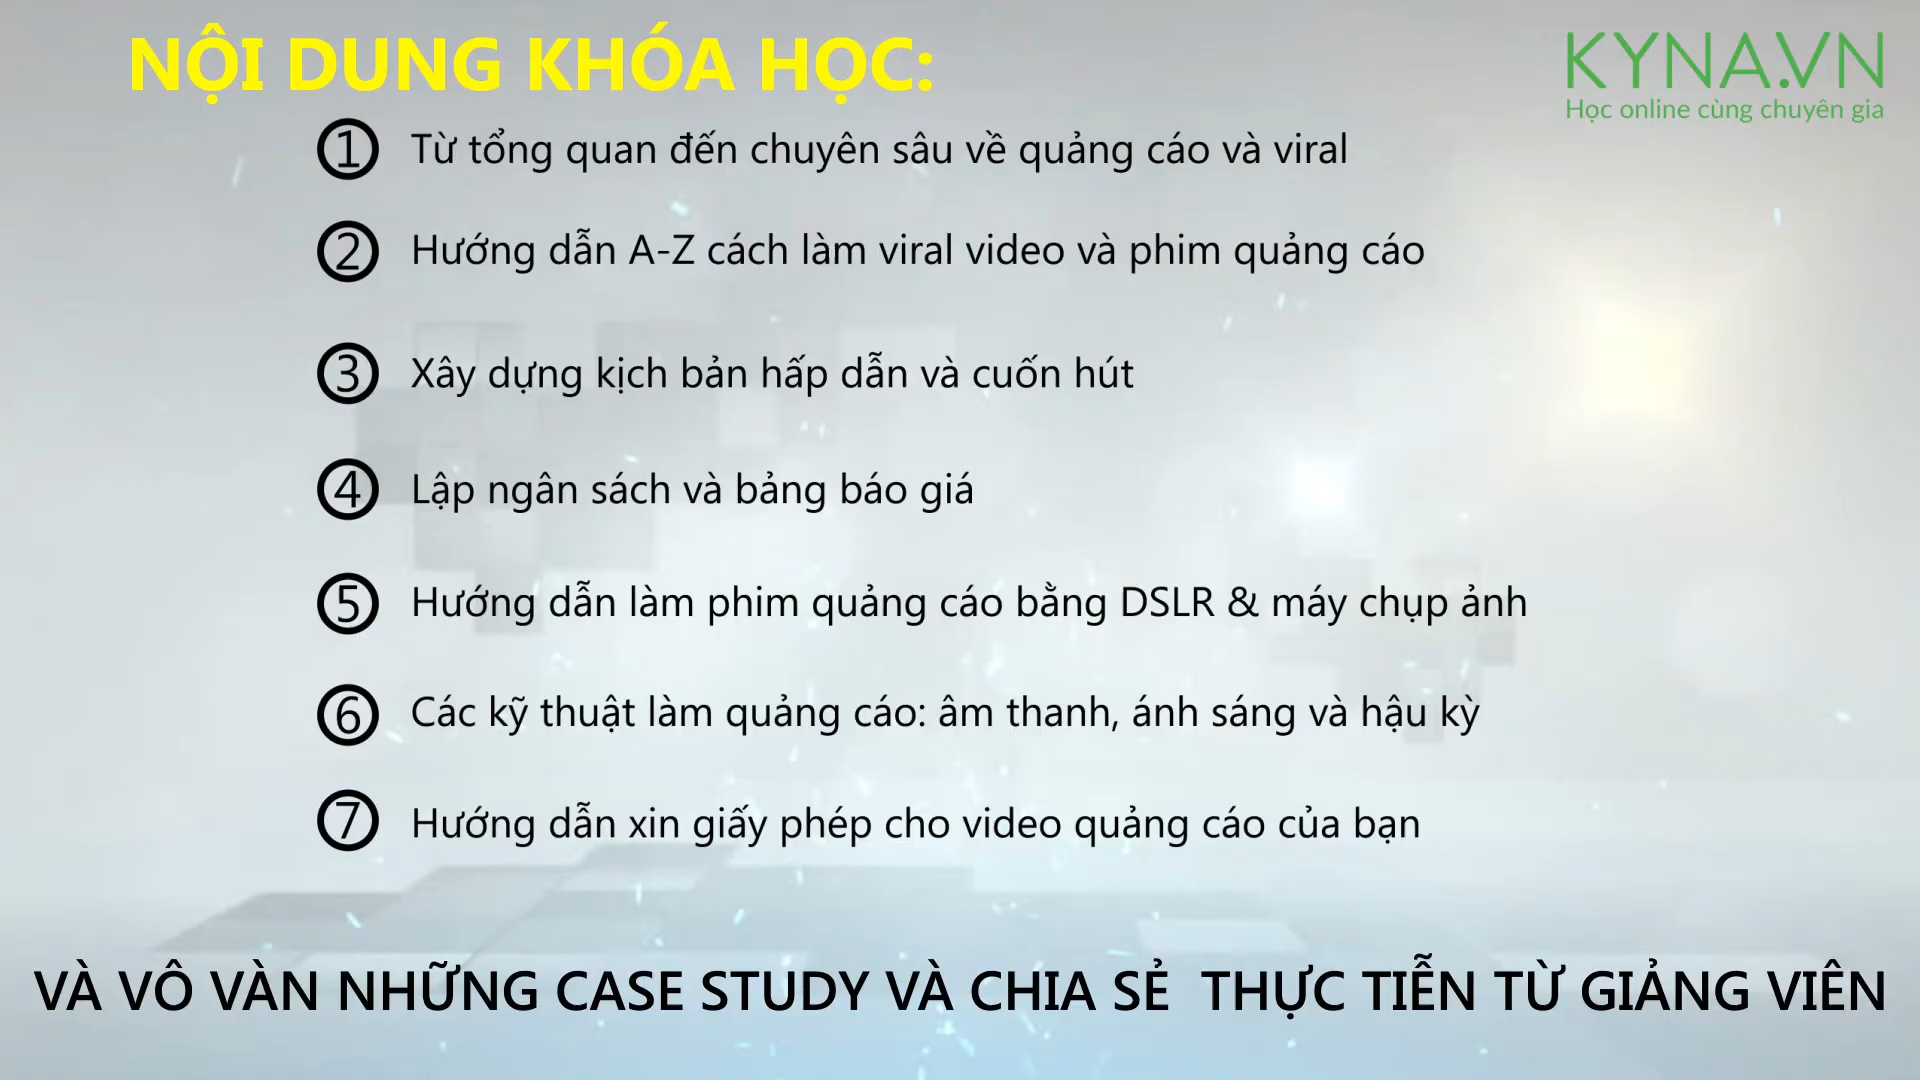 NỘI DUNG KHÓA HỌC:
KYNA.VN
Học online cùng chuyên gia
1 Từ tổng quan đến chuyên sâu về quảng cáo và viral
2 Hướng dẫn A-Z cách làm viral video và phim quảng cáo
3 Xây dựng kịch bản hấp dẫn và cuốn hút
4 Lập ngân sách và bảng báo giá
5 Hướng dẫn làm phim quảng cáo bằng DSLR & máy chụp ảnh
6 Các kỹ thuật làm quảng cáo: âm thanh, ánh sáng và hậu kỳ
7 Hướng dẫn xin giấy phép cho video quảng cáo của bạn
VÀ VÔ VÀN NHỮNG CASE STUDY VÀ CHIA SẺ THỰC TIỄN TỪ GIẢNG VIÊN